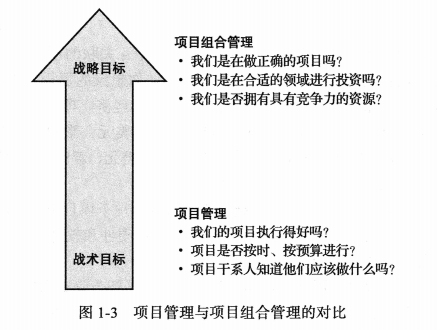 项目组合管理
战略目标
• 我们是在做正确的项目吗?
• 我们是在合适的领域进行投资吗?
• 我们是否拥有具有竞争力的资源?
项目管理
• 我们的项目执行得好吗?
• 项目是否按时、按预算进行?
战术目标
• 项目干系人知道他们应该做什么吗?
图 1-3 项目管理与项目组合管理的对比